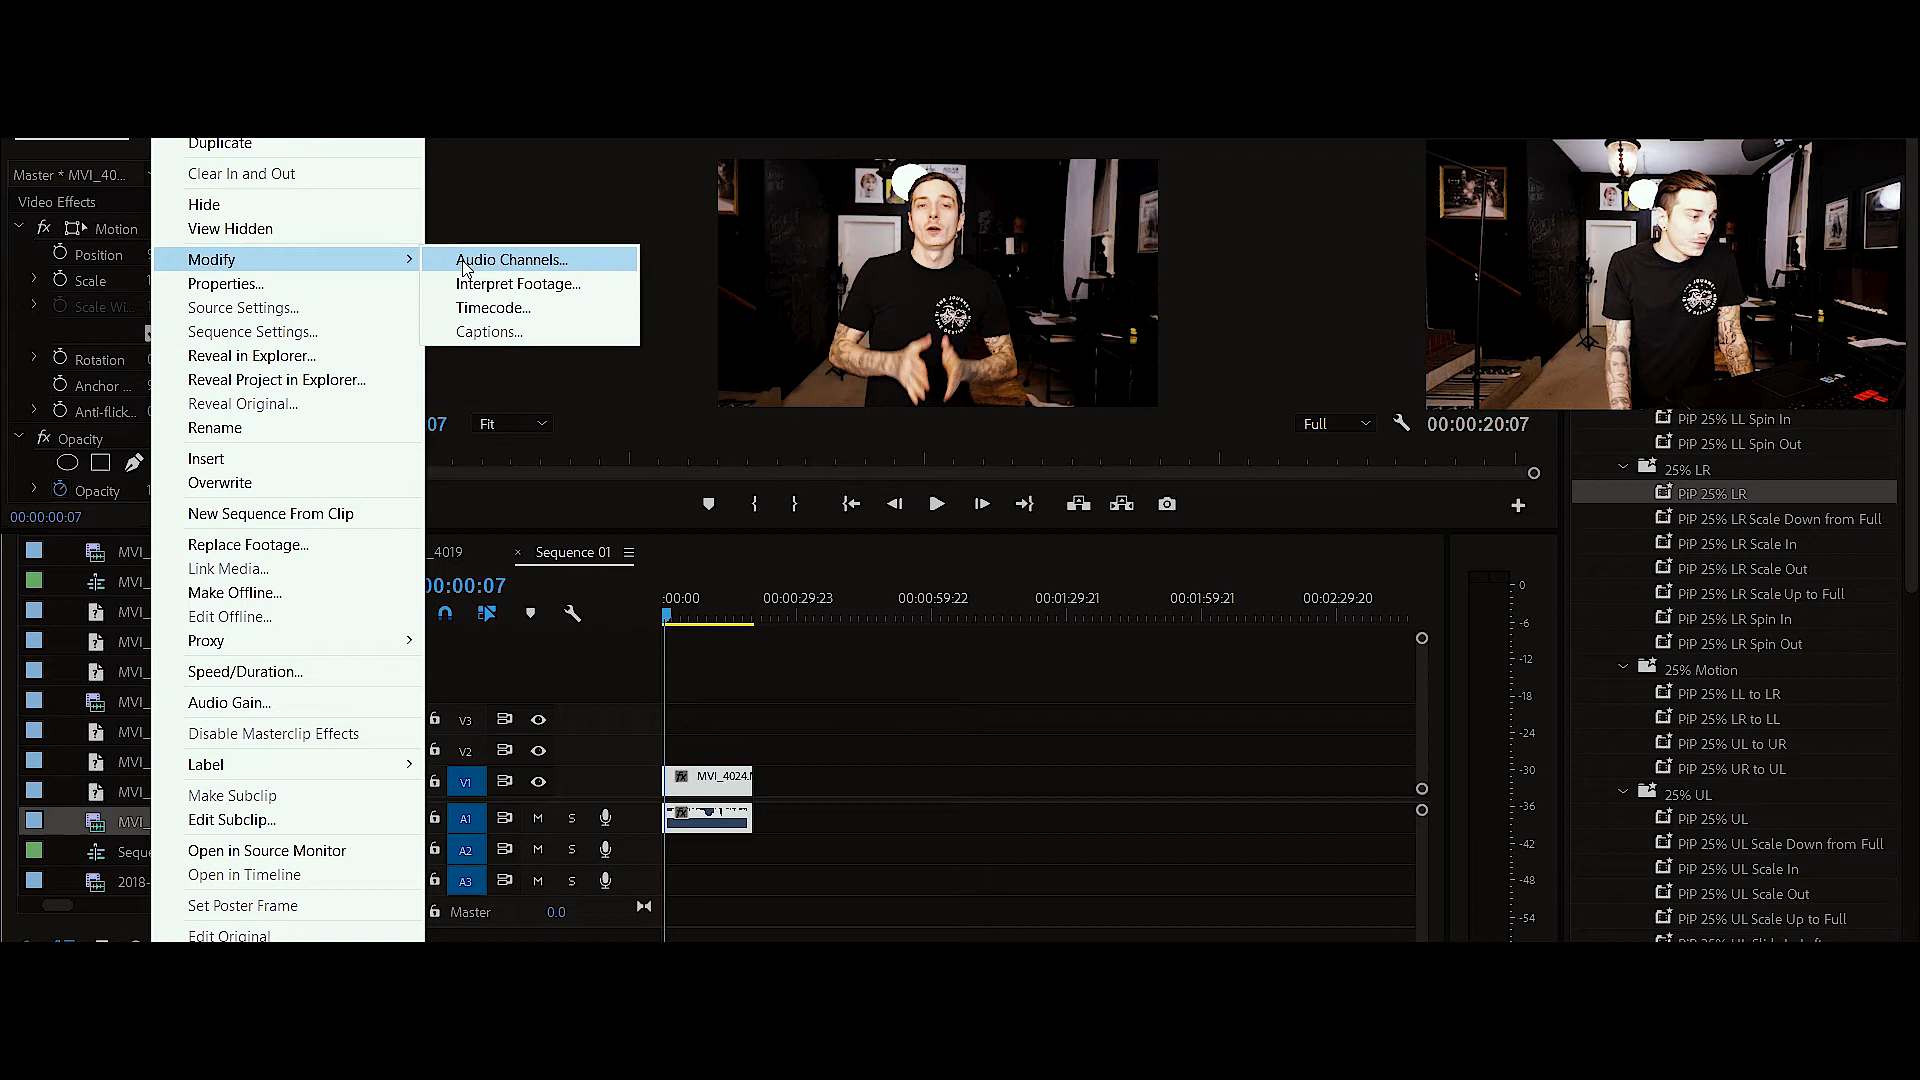 Duplicate
Clear In and Out
Hide
View Hidden
Modify
Properties...
Source Settings...
Sequence Settings...
Reveal in Explorer...
Reveal Project in Explorer...
Reveal Original...
Rename
Insert
Overwrite
New Sequence From Clip
Replace Footage...
Link Media...
Make Offline...
Edit Offline...
Proxy
Speed/Duration...
Audio Gain...
Disable Masterclip Effects
Label
Make Subclip
Edit Subclip...
Open in Source Monitor
Open in Timeline
Set Poster Frame
Edit Original
Audio Channels...
Interpret Footage...
Timecode...
Captions...
Master * MVI_40...
Video Effects
fx Motion
Position
Scale
Scale Wi...
Rotation
Anchor ...
Anti-flick...
fx Opacity
Opacity
00:00:00:07
MVI_
MVI_
MVI_
MVI_
MVI_
MVI_
MVI_
MVI_
MVI_
MVI_
Seque
2018-
THE JOURNEY
IS THE DESTINATION
07
Fit
Full
00:00:20:07
_4019
× Sequence 01
00:00:07
:00:00
00:00:29:23
00:00:59:22
00:01:29:21
00:01:59:21
00:02:29:20
V3
V2
V1
fx MVI_4024.
A1 M S
fx
A2 M S
A3 M S
Master 0.0
0
-6
-12
-18
-24
-30
-36
-42
-48
-54
PiP 25% LL Spin In
PiP 25% LL Spin Out
25% LR
PiP 25% LR
PiP 25% LR Scale Down from Full
PiP 25% LR Scale In
PiP 25% LR Scale Out
PiP 25% LR Scale Up to Full
PiP 25% LR Spin In
PiP 25% LR Spin Out
25% Motion
PiP 25% LL to LR
PiP 25% LR to LL
PiP 25% UL to UR
PiP 25% UR to UL
25% UL
PiP 25% UL
PiP 25% UL Scale Down from Full
PiP 25% UL Scale In
PiP 25% UL Scale Out
PiP 25% UL Scale Up to Full